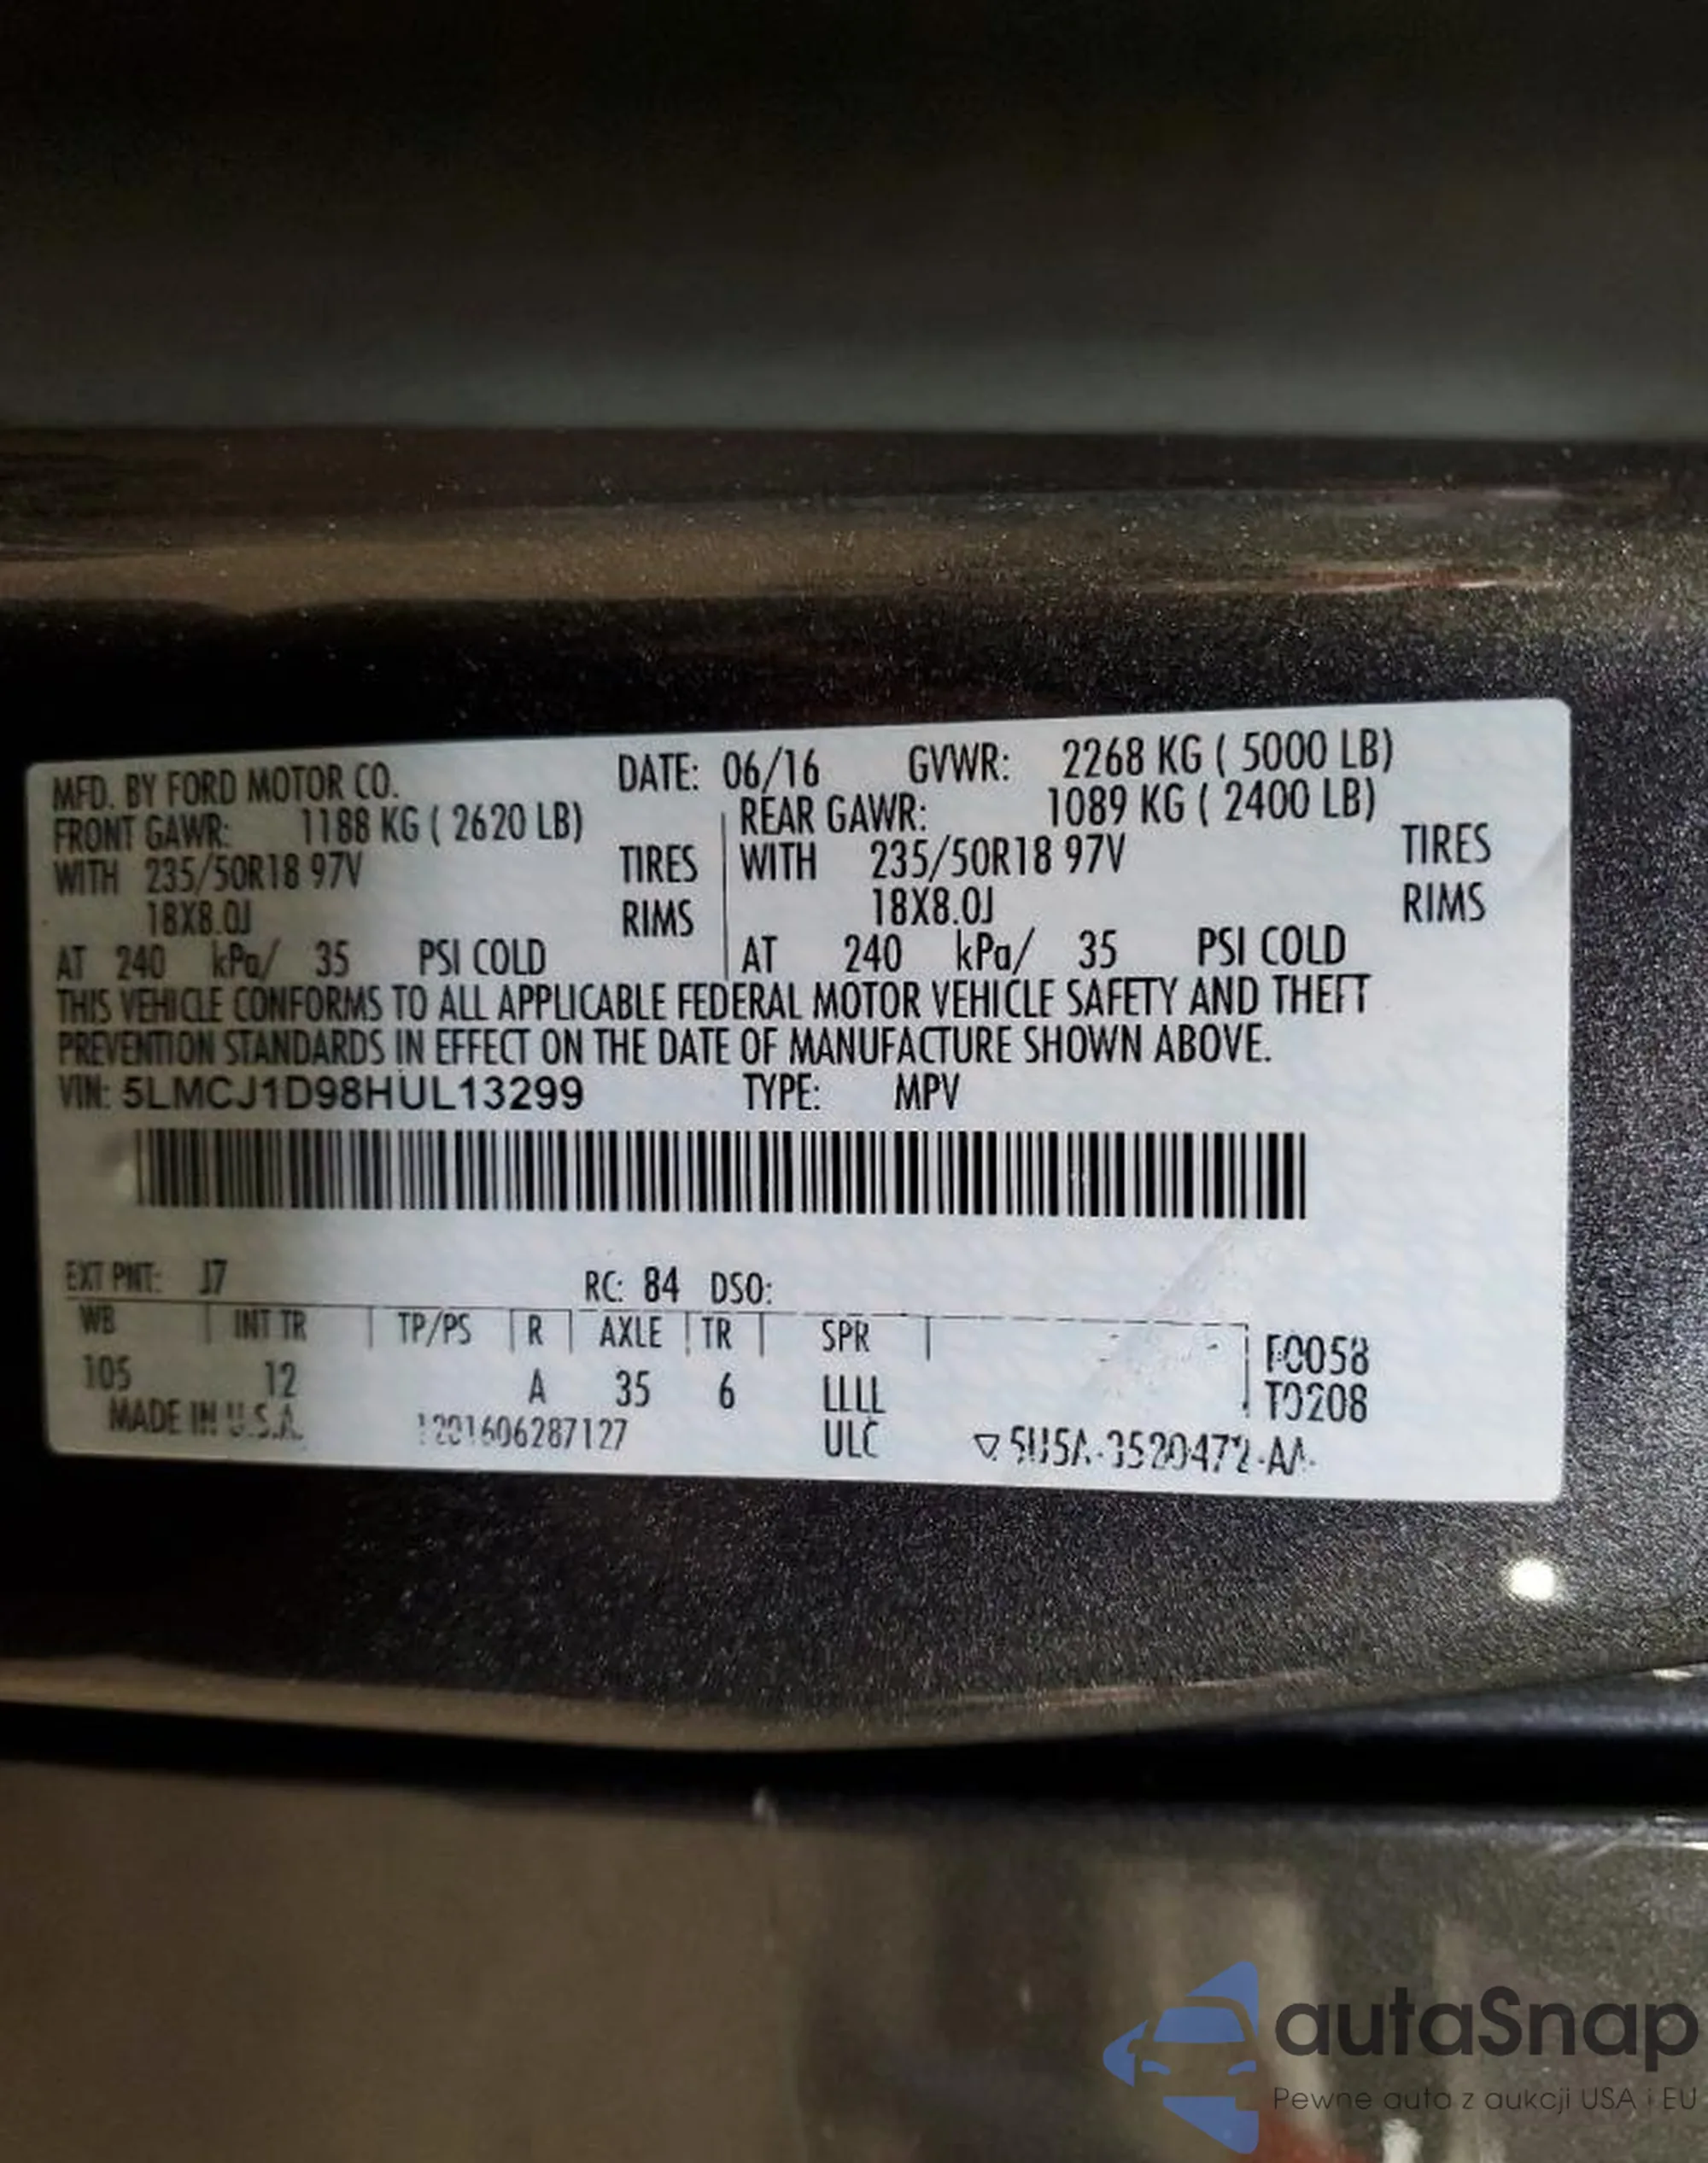 MFD. BY FORD MOTOR CO. DATE: 06/16 GVWR: 2268 KG ( 5000 LB)
FRONT GAWR: 1188 KG ( 2620 LB) REAR GAWR: 1089 KG ( 2400 LB)
WITH 235/50R18 97V TIRES WITH 235/50R18 97V TIRES
18X8.0J RIMS 18X8.0J RIMS
AT 240 kPa/ 35 PSI COLD AT 240 kPa/ 35 PSI COLD
THIS VEHICLE CONFORMS TO ALL APPLICABLE FEDERAL MOTOR VEHICLE SAFETY AND THEFT
PREVENTION STANDARDS IN EFFECT ON THE DATE OF MANUFACTURE SHOWN ABOVE.
VIN: 5LMCJ1D98HUL13299 TYPE: MPV
EXT PNT: J7 RC: 84 DSO:
WB INT TR TP/PS R AXLE TR SPR
F0058
105 12 A 35 6 LLLL
T0208
MADE IN U.S.A. 1201606287127 ULC
autaSnap
Pewne auta z aukcji USA i EU